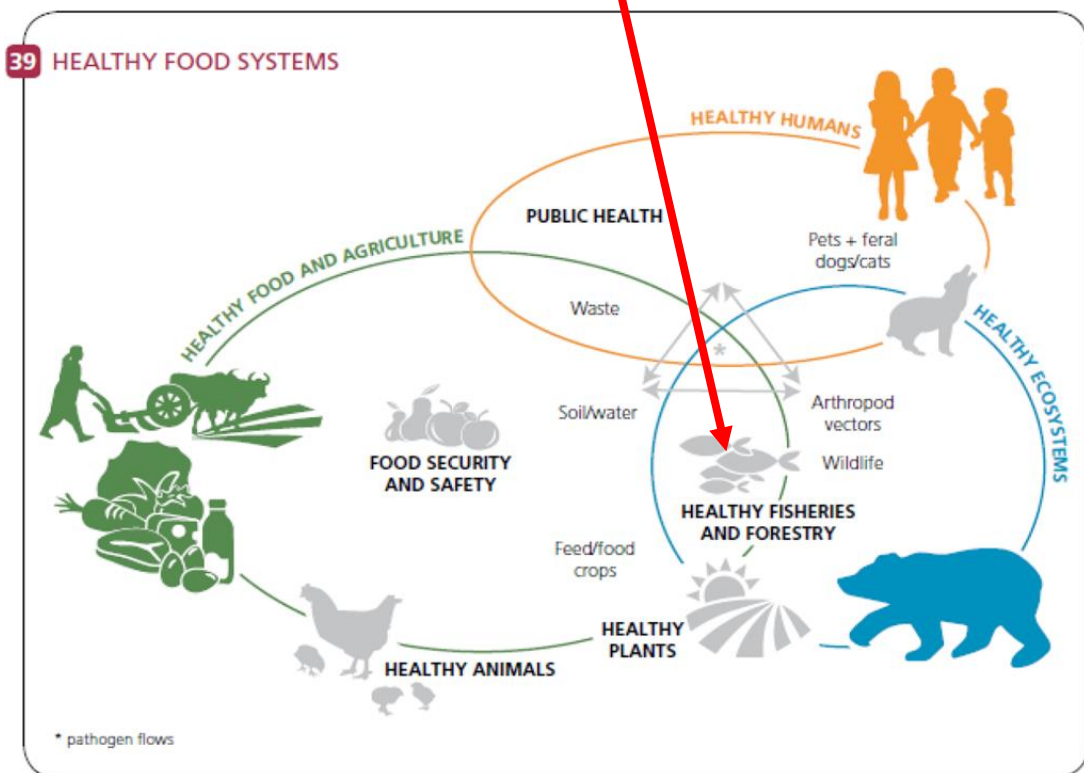 39 HEALTHY FOOD SYSTEMS
HEALTHY HUMANS
PUBLIC HEALTH
HEALTHY FOOD AND AGRICULTURE
Pets + feral
dogs/cats
Waste
*
HEALTHY ECOSYSTEMS
Soil/water
Arthropod
vectors
FOOD SECURITY
AND SAFETY
Wildlife
HEALTHY FISHERIES
AND FORESTRY
Feed/food
crops
HEALTHY
PLANTS
HEALTHY ANIMALS
* pathogen flows